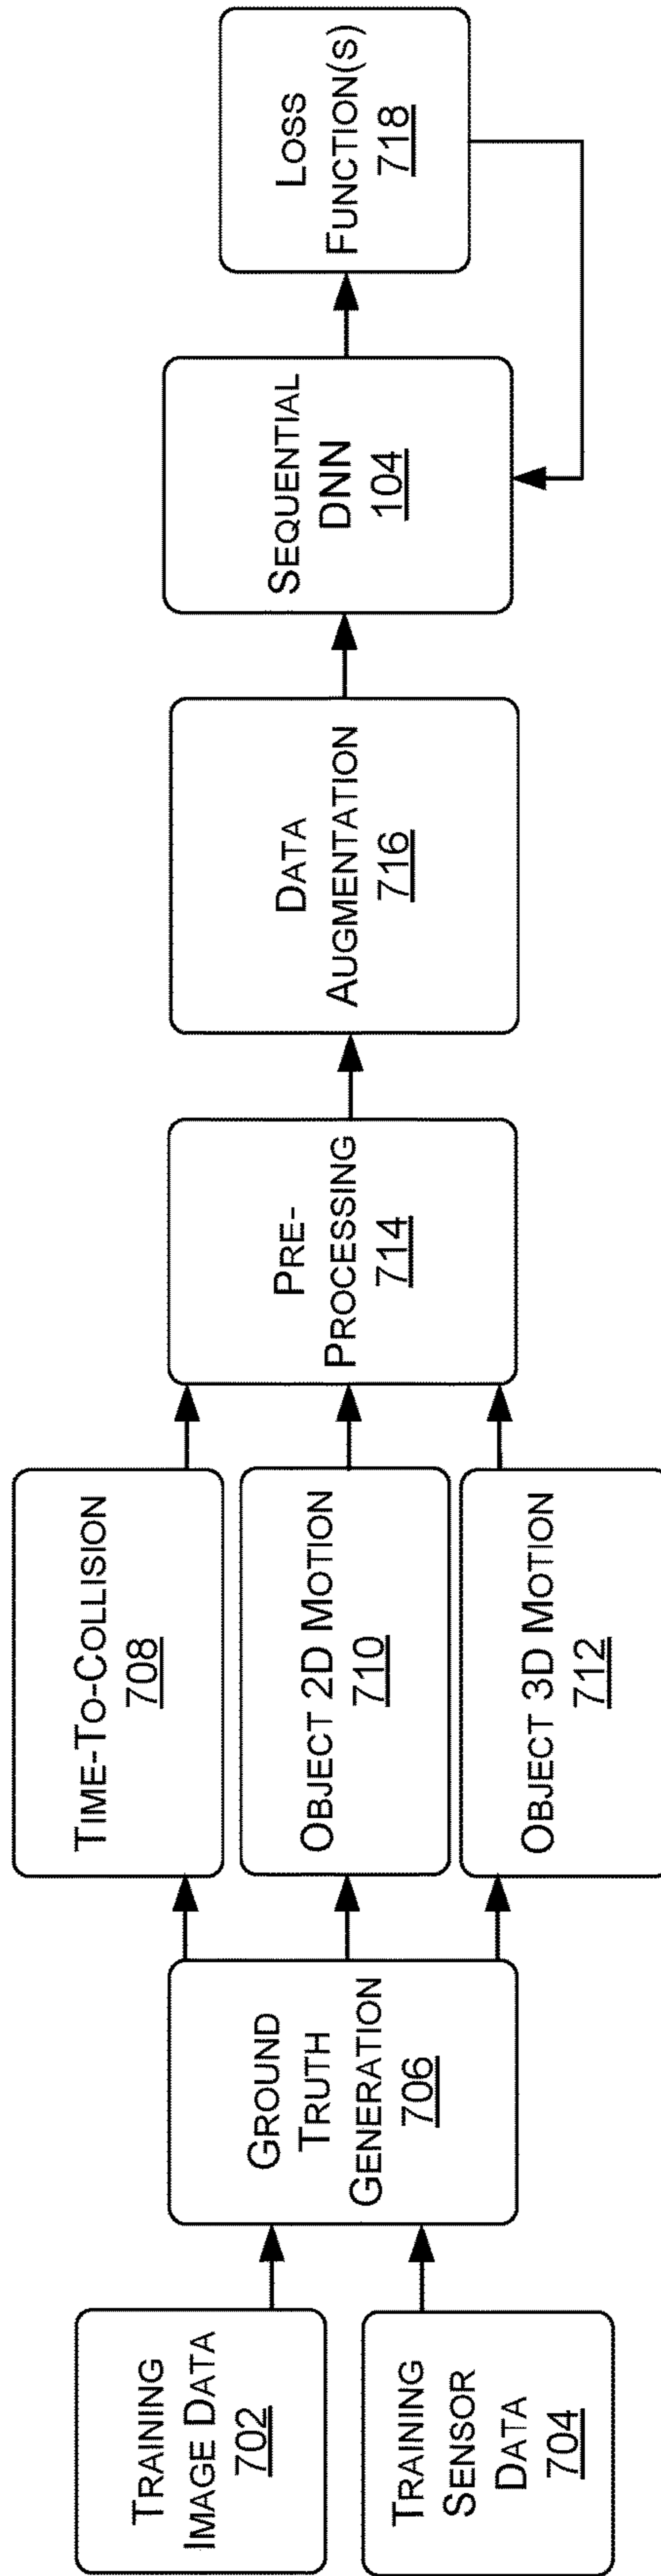 TRAINING
IMAGE DATA
702
TRAINING
SENSOR
DATA
704
GROUND
TRUTH
GENERATION
706
TIME-TO-COLLISION
708
OBJECT 2D MOTION
710
OBJECT 3D MOTION
712
PRE-
PROCESSING
714
DATA
AUGMENTATION
716
SEQUENTIAL
DNN
104
LOSS
FUNCTION(S)
718